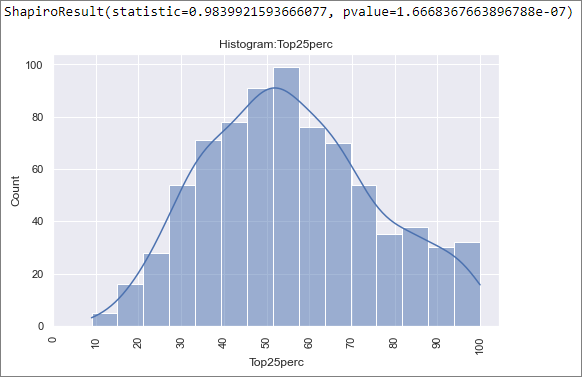 ShapiroResult(statistic=0.9839921593666077, pvalue=1.6668367663896788e-07)
Histogram:Top25perc
100
80
60
40
20
0
Count
0 10 20 30 40 50 60 70 80 90 100
Top25perc